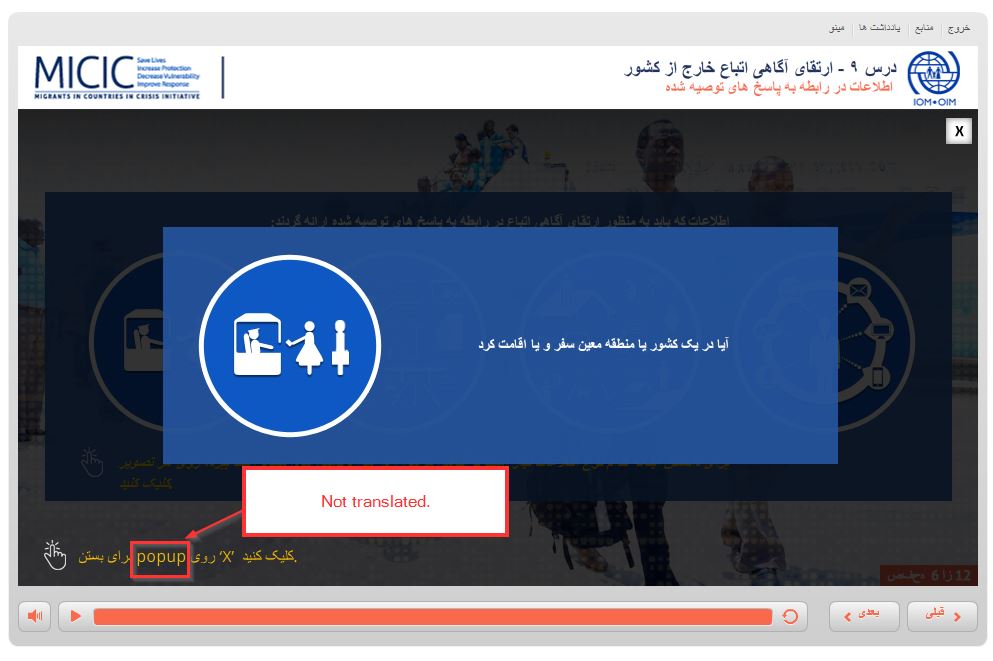 خروج
منابع
یادداشت ها
مینو
MICIC
Save Lives
Increase Protection
Decrease Vulnerability
Improve Response
MIGRANTS IN COUNTRIES IN CRISIS INITIATIVE
درس ۹ - ارتقای آگاهی اتباع خارج از کشور
اطلاعات در رابطه به پاسخ های توصیه شده
IOM•OIM
X
اطلاعات که باید به منظور ارتقای آگاهی اتباع در رابطه به پاسخ های توصیه شده ارائه گردند:
آیا در یک کشور یا منطقه معین سفر و یا اقامت کرد
تصویر
کلیک کنید.
Not translated.
برای بستن popup روی ‘X’ کلیک کنید.
12 از 6 صفحه
قبلی
بعدی